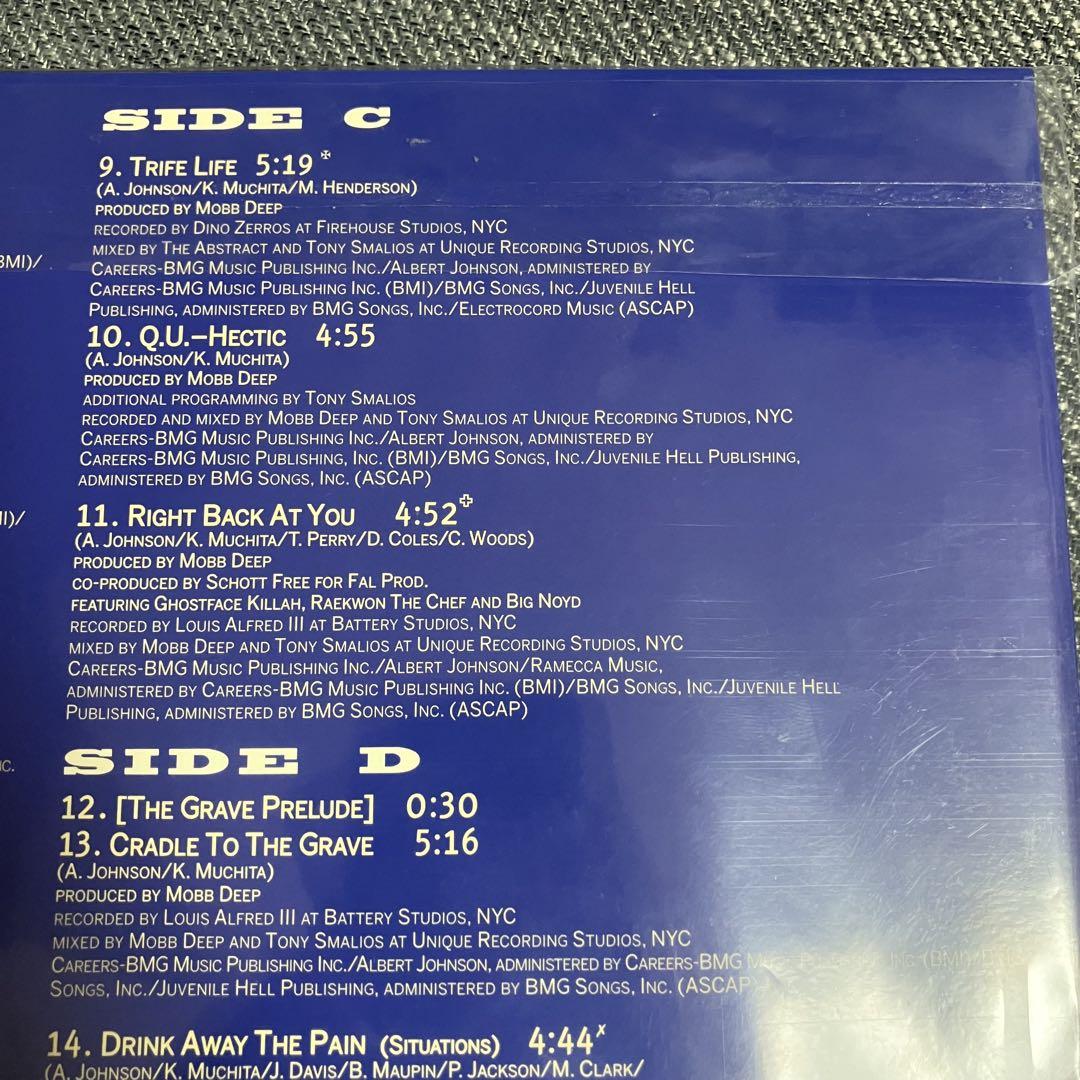 SIDE C
9. TRIFE LIFE 5:19
(A. JOHNSON/K. MUCHITA/M. HENDERSON)
PRODUCED BY MOBB DEEP
RECORDED BY DINO ZERROS AT FIREHOUSE STUDIOS, NYC
MIXED BY THE ABSTRACT AND TONY SMALIOS AT UNIQUE RECORDING STUDIOS, NYC
BMI)/
CAREERS-BMG MUSIC PUBLISHING INC./ALBERT JOHNSON, ADMINISTERED BY
CAREERS-BMG MUSIC PUBLISHING INC. (BMI)/BMG SONGS, INC./JUVENILE HELL
PUBLISHING, ADMINISTERED BY BMG SONGS, INC./ELECTROCORD MUSIC (ASCAP)
10. Q.U.–HECTIC 4:55
(A. JOHNSON/K. MUCHITA)
PRODUCED BY MOBB DEEP
ADDITIONAL PROGRAMMING BY TONY SMALIOS
RECORDED AND MIXED BY MOBB DEEP AND TONY SMALIOS AT UNIQUE RECORDING STUDIOS, NYC
CAREERS-BMG MUSIC PUBLISHING INC./ALBERT JOHNSON, ADMINISTERED BY
CAREERS-BMG MUSIC PUBLISHING, INC. (BMI)/BMG SONGS, INC./JUVENILE HELL PUBLISHING,
ADMINISTERED BY BMG SONGS, INC. (ASCAP)
11. RIGHT BACK AT YOU 4:52
(A. JOHNSON/K. MUCHITA/T. PERRY/D. COLES/C. WOODS)
PRODUCED BY MOBB DEEP
CO-PRODUCED BY SCHOTT FREE FOR FAL PROD.
FEATURING GHOSTFACE KILLAH, RAEKWON THE CHEF AND BIG NOYD
RECORDED BY LOUIS ALFRED III AT BATTERY STUDIOS, NYC
MIXED BY MOBB DEEP AND TONY SMALIOS AT UNIQUE RECORDING STUDIOS, NYC
CAREERS-BMG MUSIC PUBLISHING INC./ALBERT JOHNSON/RAMECCA MUSIC,
ADMINISTERED BY CAREERS-BMG MUSIC PUBLISHING INC. (BMI)/BMG SONGS, INC./JUVENILE HELL
PUBLISHING, ADMINISTERED BY BMG SONGS, INC. (ASCAP)
SIDE D
12. [THE GRAVE PRELUDE] 0:30
13. CRADLE TO THE GRAVE 5:16
(A. JOHNSON/K. MUCHITA)
PRODUCED BY MOBB DEEP
RECORDED BY LOUIS ALFRED III AT BATTERY STUDIOS, NYC
MIXED BY MOBB DEEP AND TONY SMALIOS AT UNIQUE RECORDING STUDIOS, NYC
CAREERS-BMG MUSIC PUBLISHING INC./ALBERT JOHNSON, ADMINISTERED BY CAREERS-BMG INC. (BMI)/BMG
SONGS, INC./JUVENILE HELL PUBLISHING, ADMINISTERED BY BMG SONGS, INC. (ASCAP)
14. DRINK AWAY THE PAIN (SITUATIONS) 4:44
(A. JOHNSON/K. MUCHITA/J. DAVIS/B. MAUPIN/P. JACKSON/M. CLARK/